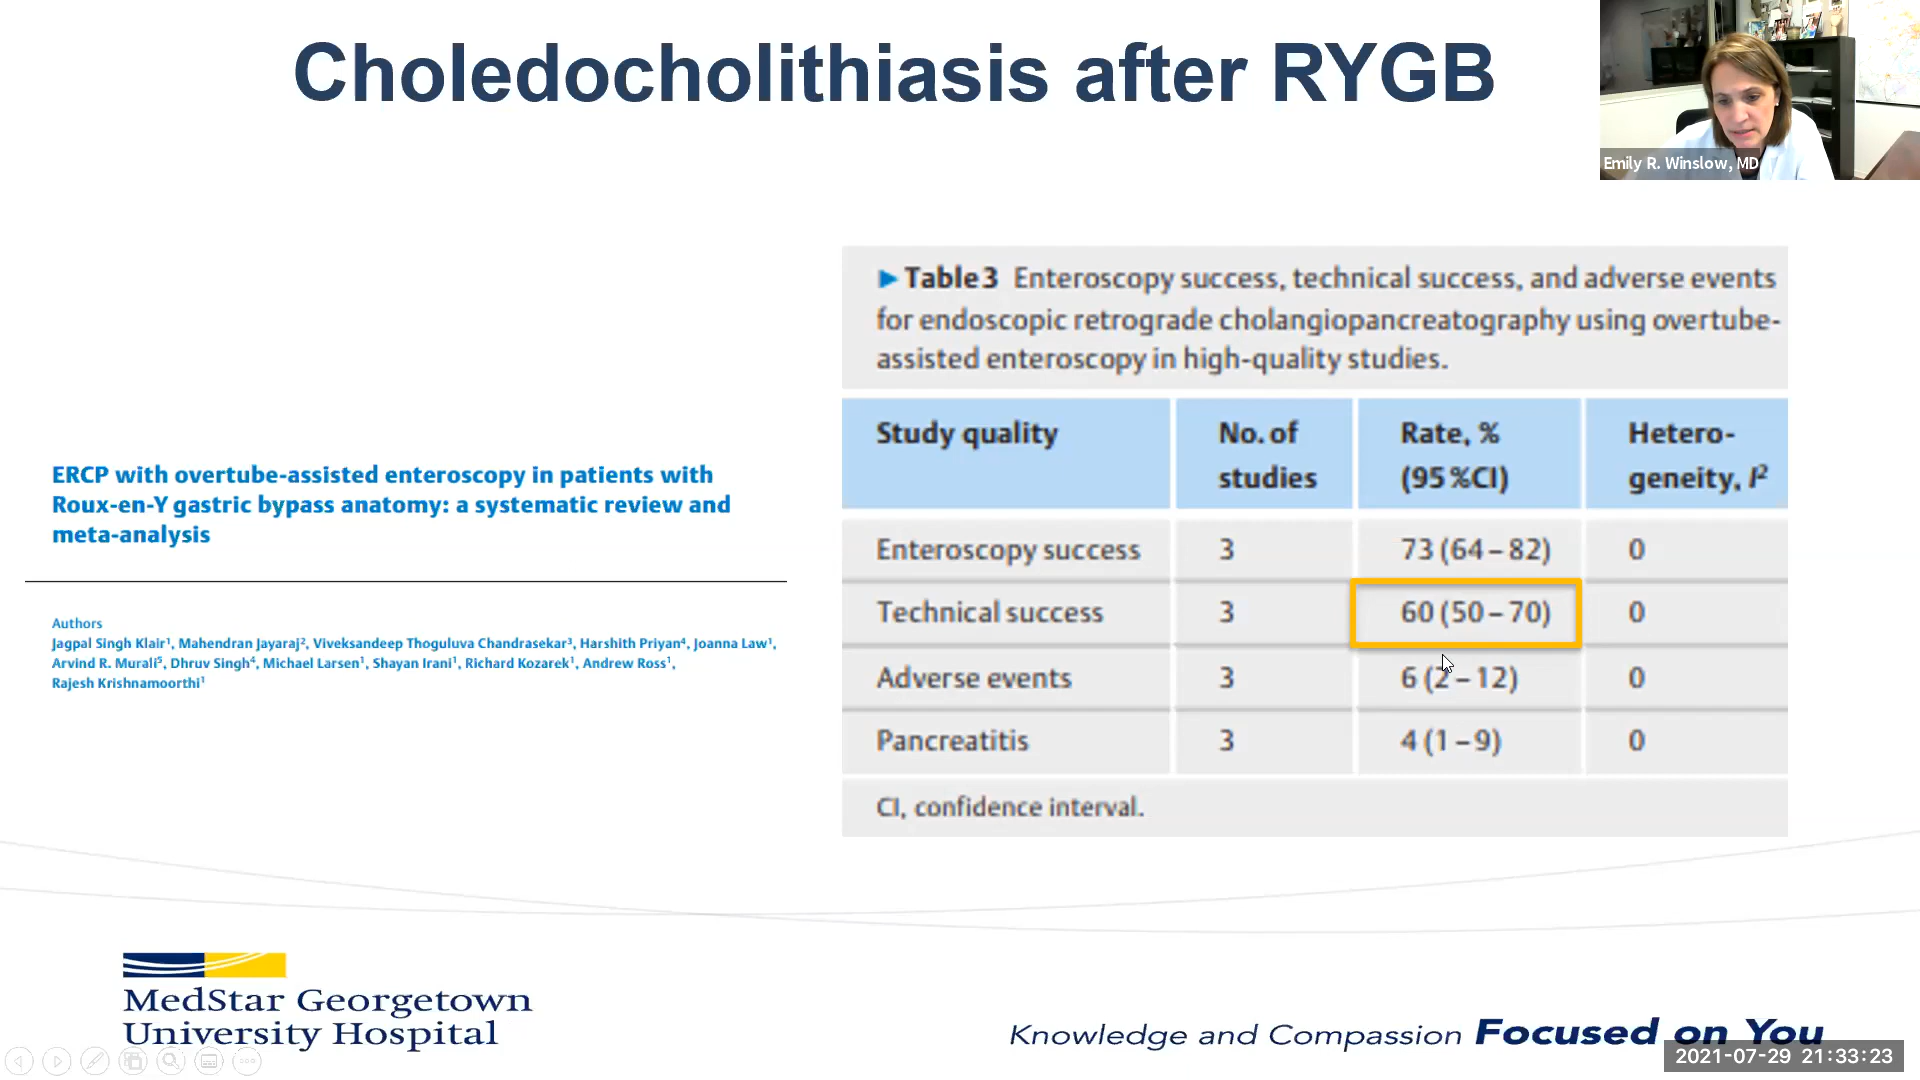 Choledocholithiasis after RYGB
Emily R. Winslow, MD
ERCP with overtube-assisted enteroscopy in patients with
Roux-en-Y gastric bypass anatomy: a systematic review and
meta-analysis
Authors
Jagpal Singh Klair¹, Mahendran Jayaraj², Viveksandeep Thoguluva Chandrasekar³, Harshith Priyan⁴, Joanna Law¹,
Arvind R. Murali⁵, Dhruv Singh⁴, Michael Larsen¹, Shayan Irani¹, Richard Kozarek¹, Andrew Ross¹,
Rajesh Krishnamoorthi¹
▶ Table 3 Enteroscopy success, technical success, and adverse events
for endoscopic retrograde cholangiopancreatography using overtube-
assisted enteroscopy in high-quality studies.
Study quality No. of studies Rate, % (95 %CI) Hetero-geneity, I²
Enteroscopy success 3 73 (64 – 82) 0
Technical success 3 60 (50 – 70) 0
Adverse events 3 6 (2 – 12) 0
Pancreatitis 3 4 (1 – 9) 0
CI, confidence interval.
MedStar Georgetown
University Hospital
Knowledge and Compassion Focused on You
2021-07-29 21:33:23